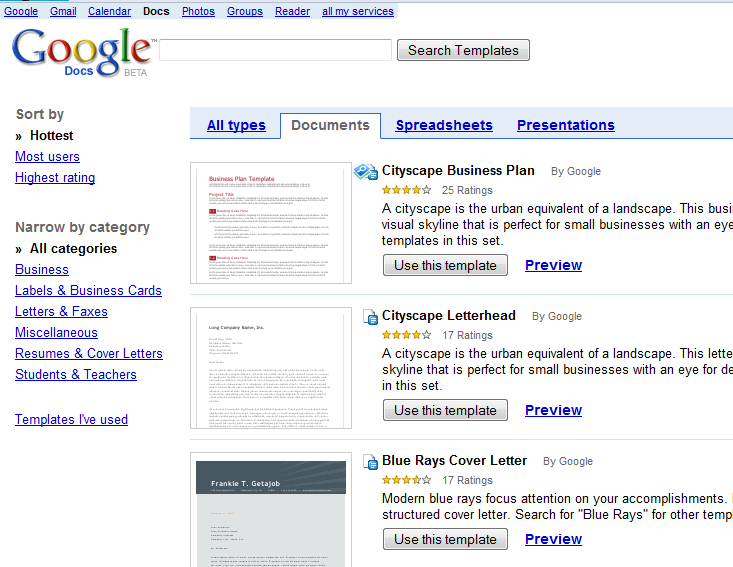 Google Gmail Calendar Docs Photos Groups Reader all my services
Google™
Docs BETA
Search Templates
Sort by
» Hottest
Most users
Highest rating
Narrow by category
» All categories
Business
Labels & Business Cards
Letters & Faxes
Miscellaneous
Resumes & Cover Letters
Students & Teachers
Templates I've used
All types Documents Spreadsheets Presentations
Business Plan Template
Project Title
Heading Goes Here
Heading Goes Here
Cityscape Business Plan By Google
25 Ratings
A cityscape is the urban equivalent of a landscape. This busi
visual skyline that is perfect for small businesses with an eye
templates in this set.
Use this template Preview
Long Company Name, Inc.
Cityscape Letterhead By Google
17 Ratings
A cityscape is the urban equivalent of a landscape. This lette
skyline that is perfect for small businesses with an eye for de
in this set.
Use this template Preview
Frankie T. Getajob
Blue Rays Cover Letter By Google
17 Ratings
Modern blue rays focus attention on your accomplishments.
structured cover letter. Search for "Blue Rays" for other templ
Use this template Preview